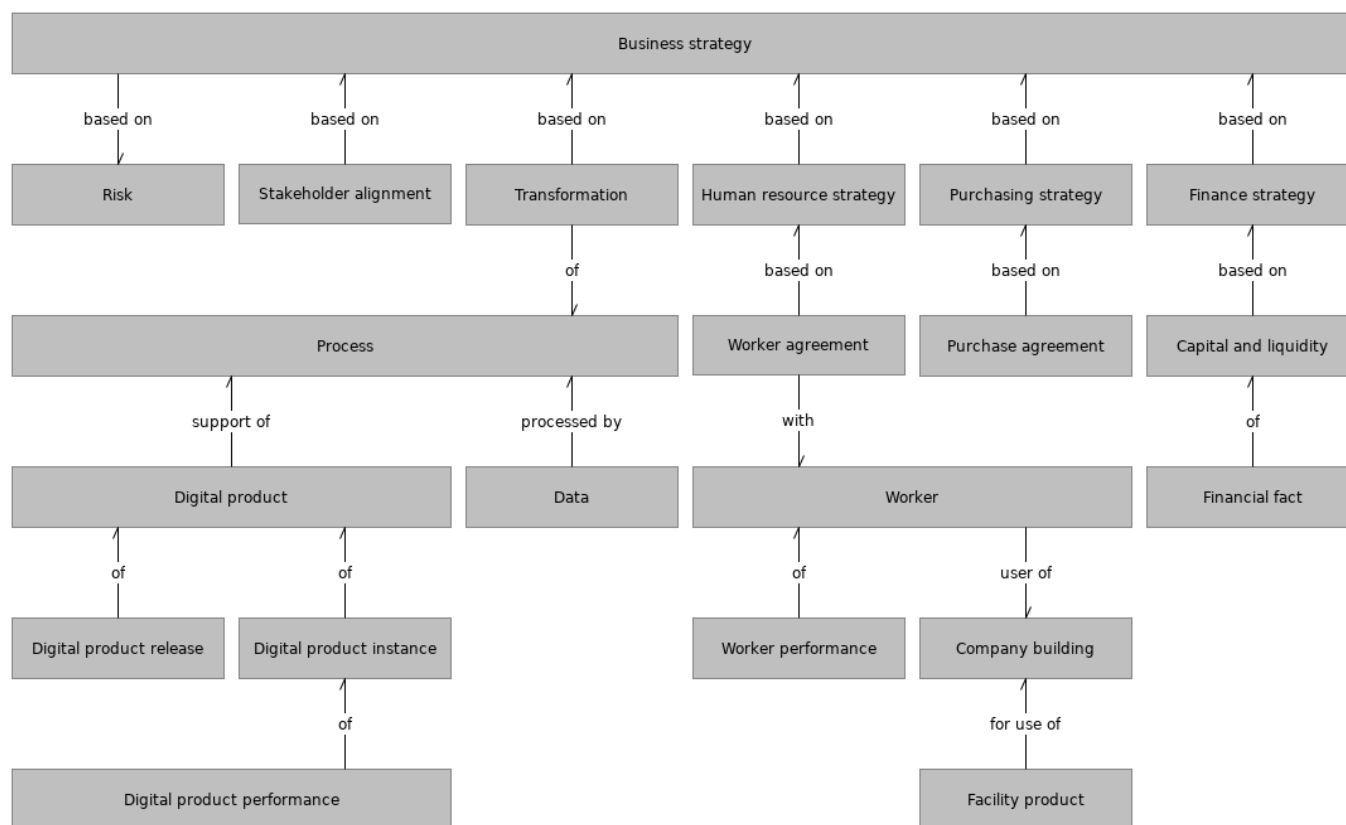 Business strategy
based on
based on
based on
based on
based on
based on
Risk
Stakeholder alignment
Transformation
Human resource strategy
Purchasing strategy
Finance strategy
of
based on
based on
based on
Process
Worker agreement
Purchase agreement
Capital and liquidity
support of
processed by
with
of
Digital product
Data
Worker
Financial fact
of
of
of
user of
Digital product release
Digital product instance
Worker performance
Company building
of
for use of
Digital product performance
Facility product